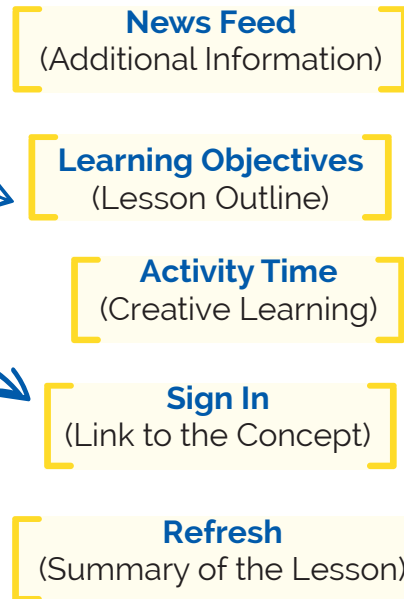 News Feed
(Additional Information)
Learning Objectives
(Lesson Outline)
Activity Time
(Creative Learning)
Sign In
(Link to the Concept)
Refresh
(Summary of the Lesson)